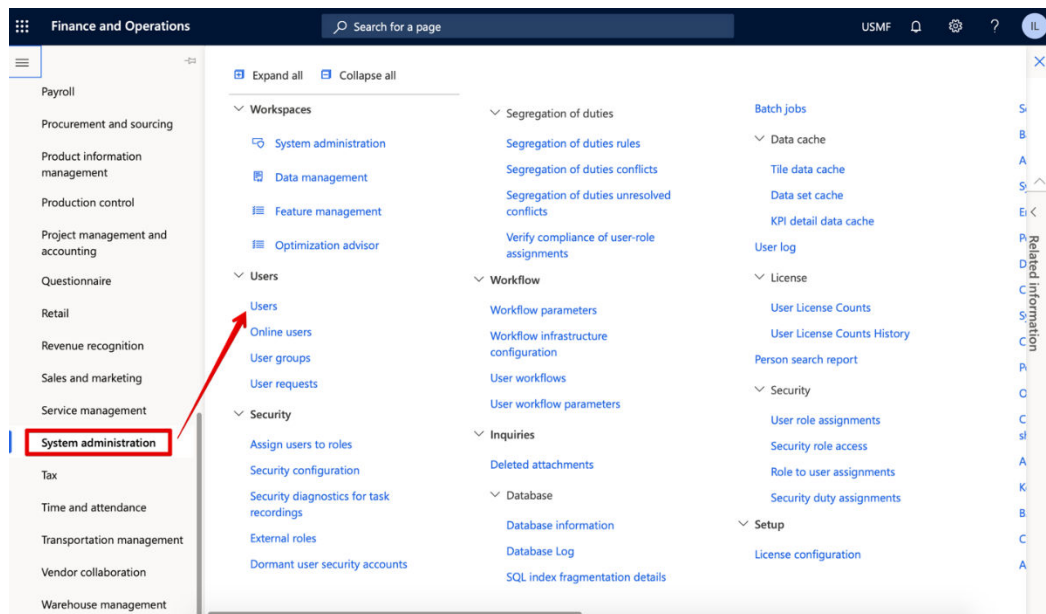 Finance and Operations
Search for a page
USMF
?
IL
Payroll
Procurement and sourcing
Product information
management
Production control
Project management and
accounting
Questionnaire
Retail
Revenue recognition
Sales and marketing
Service management
System administration
Tax
Time and attendance
Transportation management
Vendor collaboration
Warehouse management
Expand all
Collapse all
Workspaces
System administration
Data management
Feature management
Optimization advisor
Users
Users
Online users
User groups
User requests
Security
Assign users to roles
Security configuration
Security diagnostics for task
recordings
External roles
Dormant user security accounts
Segregation of duties
Segregation of duties rules
Segregation of duties conflicts
Segregation of duties unresolved
conflicts
Verify compliance of user-role
assignments
Workflow
Workflow parameters
Workflow infrastructure
configuration
User workflows
User workflow parameters
Inquiries
Deleted attachments
Database
Database information
Database Log
SQL index fragmentation details
Batch jobs
Data cache
Tile data cache
Data set cache
KPI detail data cache
User log
License
User License Counts
User License Counts History
Person search report
Security
User role assignments
Security role access
Role to user assignments
Security duty assignments
Setup
License configuration
Related information